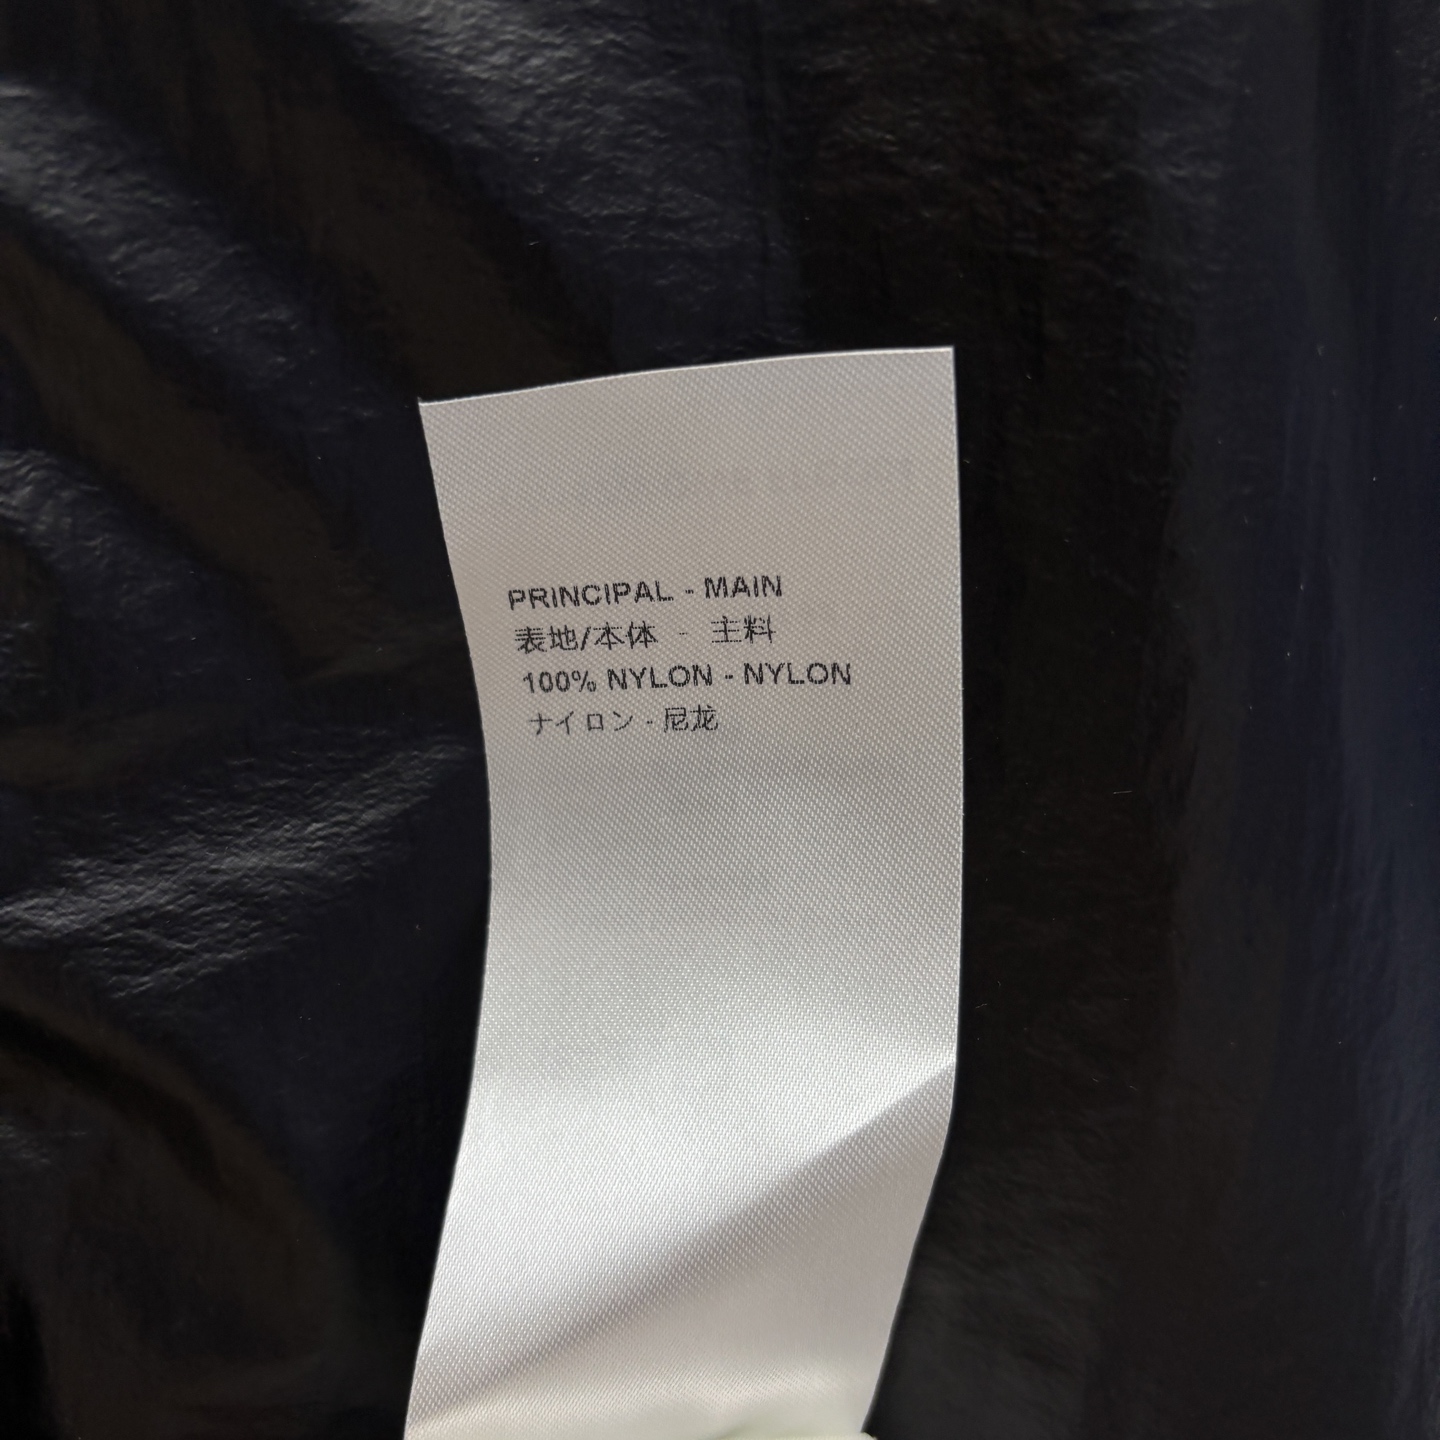 PRINCIPAL - MAIN
表地/本体 - 主料
100% NYLON - NYLON
ナイロン - 尼龙